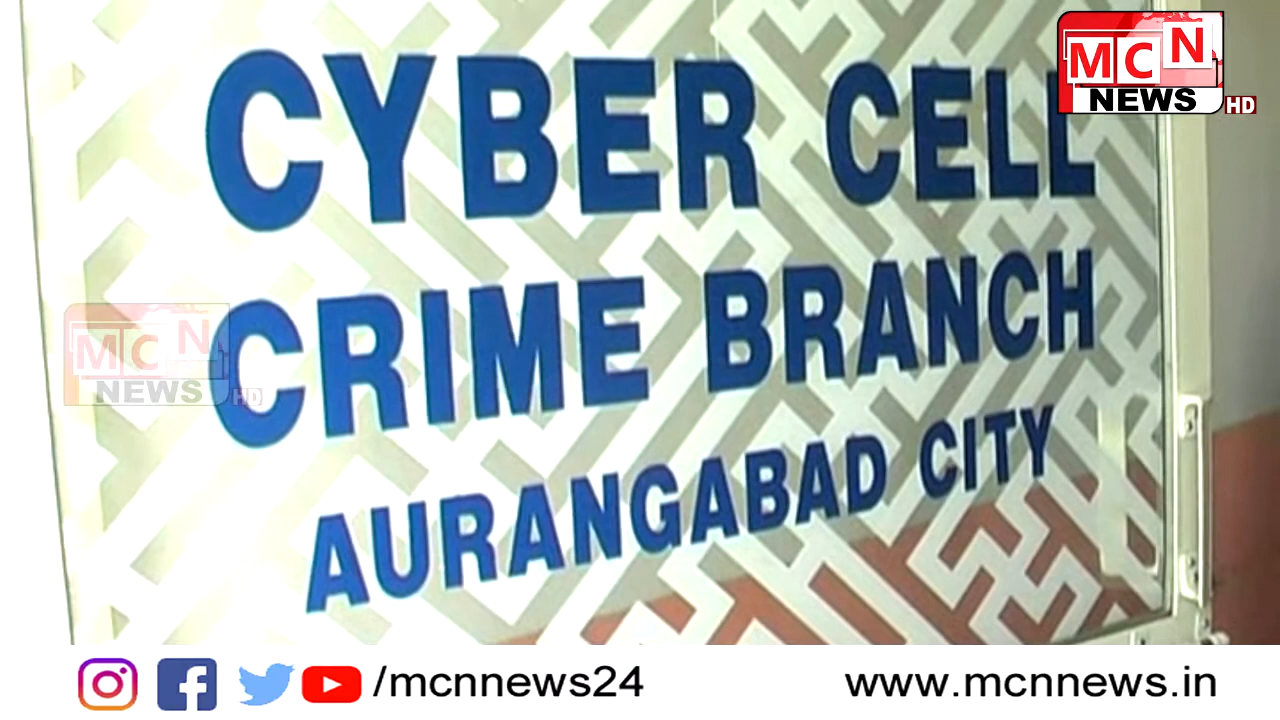 MCN
NEWS HD
CYBER CELL
CRIME BRANCH
AURANGABAD CITY
MCN
NEWS HD
/mcnnews24
www.mcnnews.in